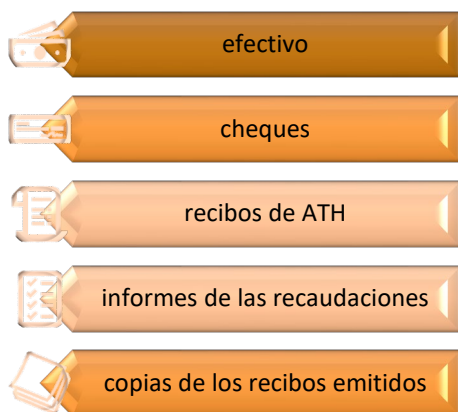 efectivo
cheques
recibos de ATH
informes de las recaudaciones
copias de los recibos emitidos